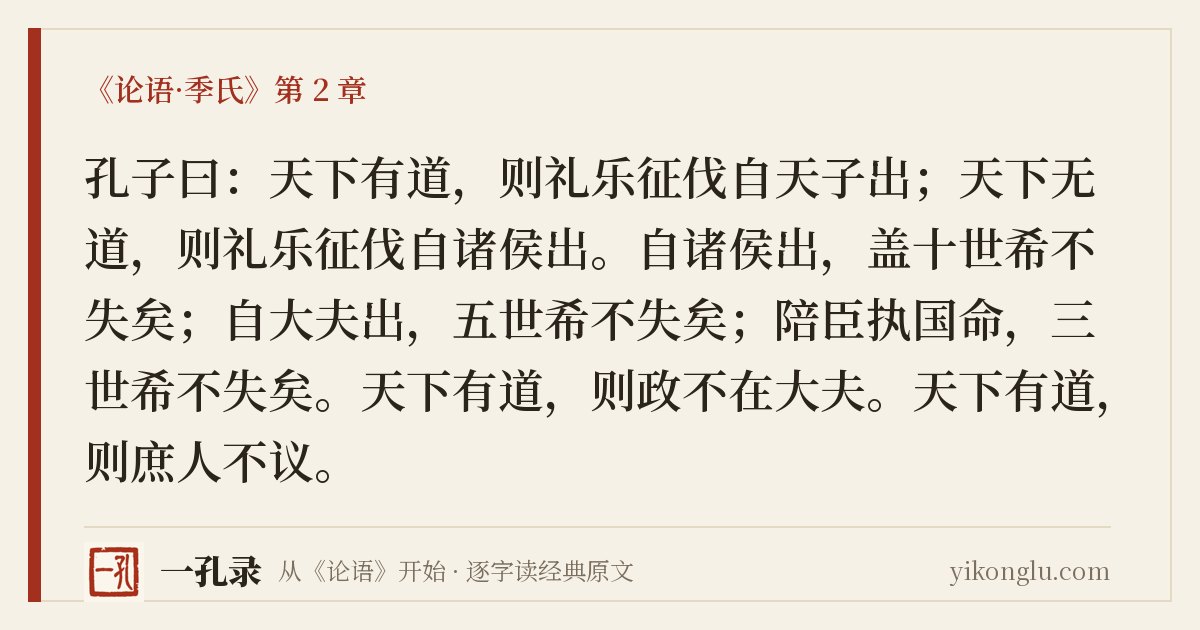 《论语·季氏》第 2 章
孔子曰：天下有道，则礼乐征伐自天子出；天下无
道，则礼乐征伐自诸侯出。自诸侯出，盖十世希不
失矣；自大夫出，五世希不失矣；陪臣执国命，三
世希不失矣。天下有道，则政不在大夫。天下有道，
则庶人不议。
一孔
一孔录 从《论语》开始 · 逐字读经典原文 yikonglu.com